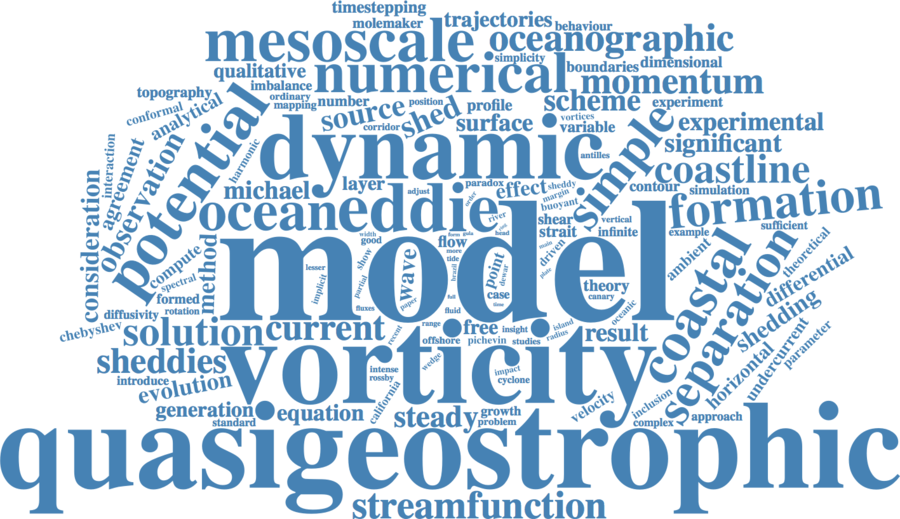 timestepping
molemaker
trajectories
behaviour
mesoscale
oceanographic
simplicity
qualitative
numerical
boundaries
dimensional
imbalance
momentum
topography
ordinary
mapping
number
position
profile
scheme
experiment
conformal
analytical
source
corridor
shed
surface
vortices
variable
experimental
potential
harmonic
dynamic
antilles
simple
significant
interaction
agreement
observation
michael
layer
adjust
paradox
order
effect
sheddy
margin
buoyant
contour
simulation
coastline
consideration
oceaneddie
river
shear
strait
vertical
infinite
formation
example
sufficient
compute
spectral
method
width
good
show
flow
form
gula
head
more
tide
main
driven
model
lesser
implicit
partial
wave
brazil
point
dewar
plate
theory
canary
case
time
ambient
coastal
separation
theoretical
differential
formed
rotation
diffusivity
chebyshev
fluxes
paper
full
fluid
oceanic
solution
current
recent
range
free
insight
island
radius
result
offshore
pichevin
studies
shedding
sheddies
vorticity
wedge
impact
cyclone
intense
rossby
horizontal
undercurrent
parameter
introduce
evolution
california
velocity
inclusion
generation
standard
equation
steady
growth
problem
complex
approach
quasigeostrophic
streamfunction